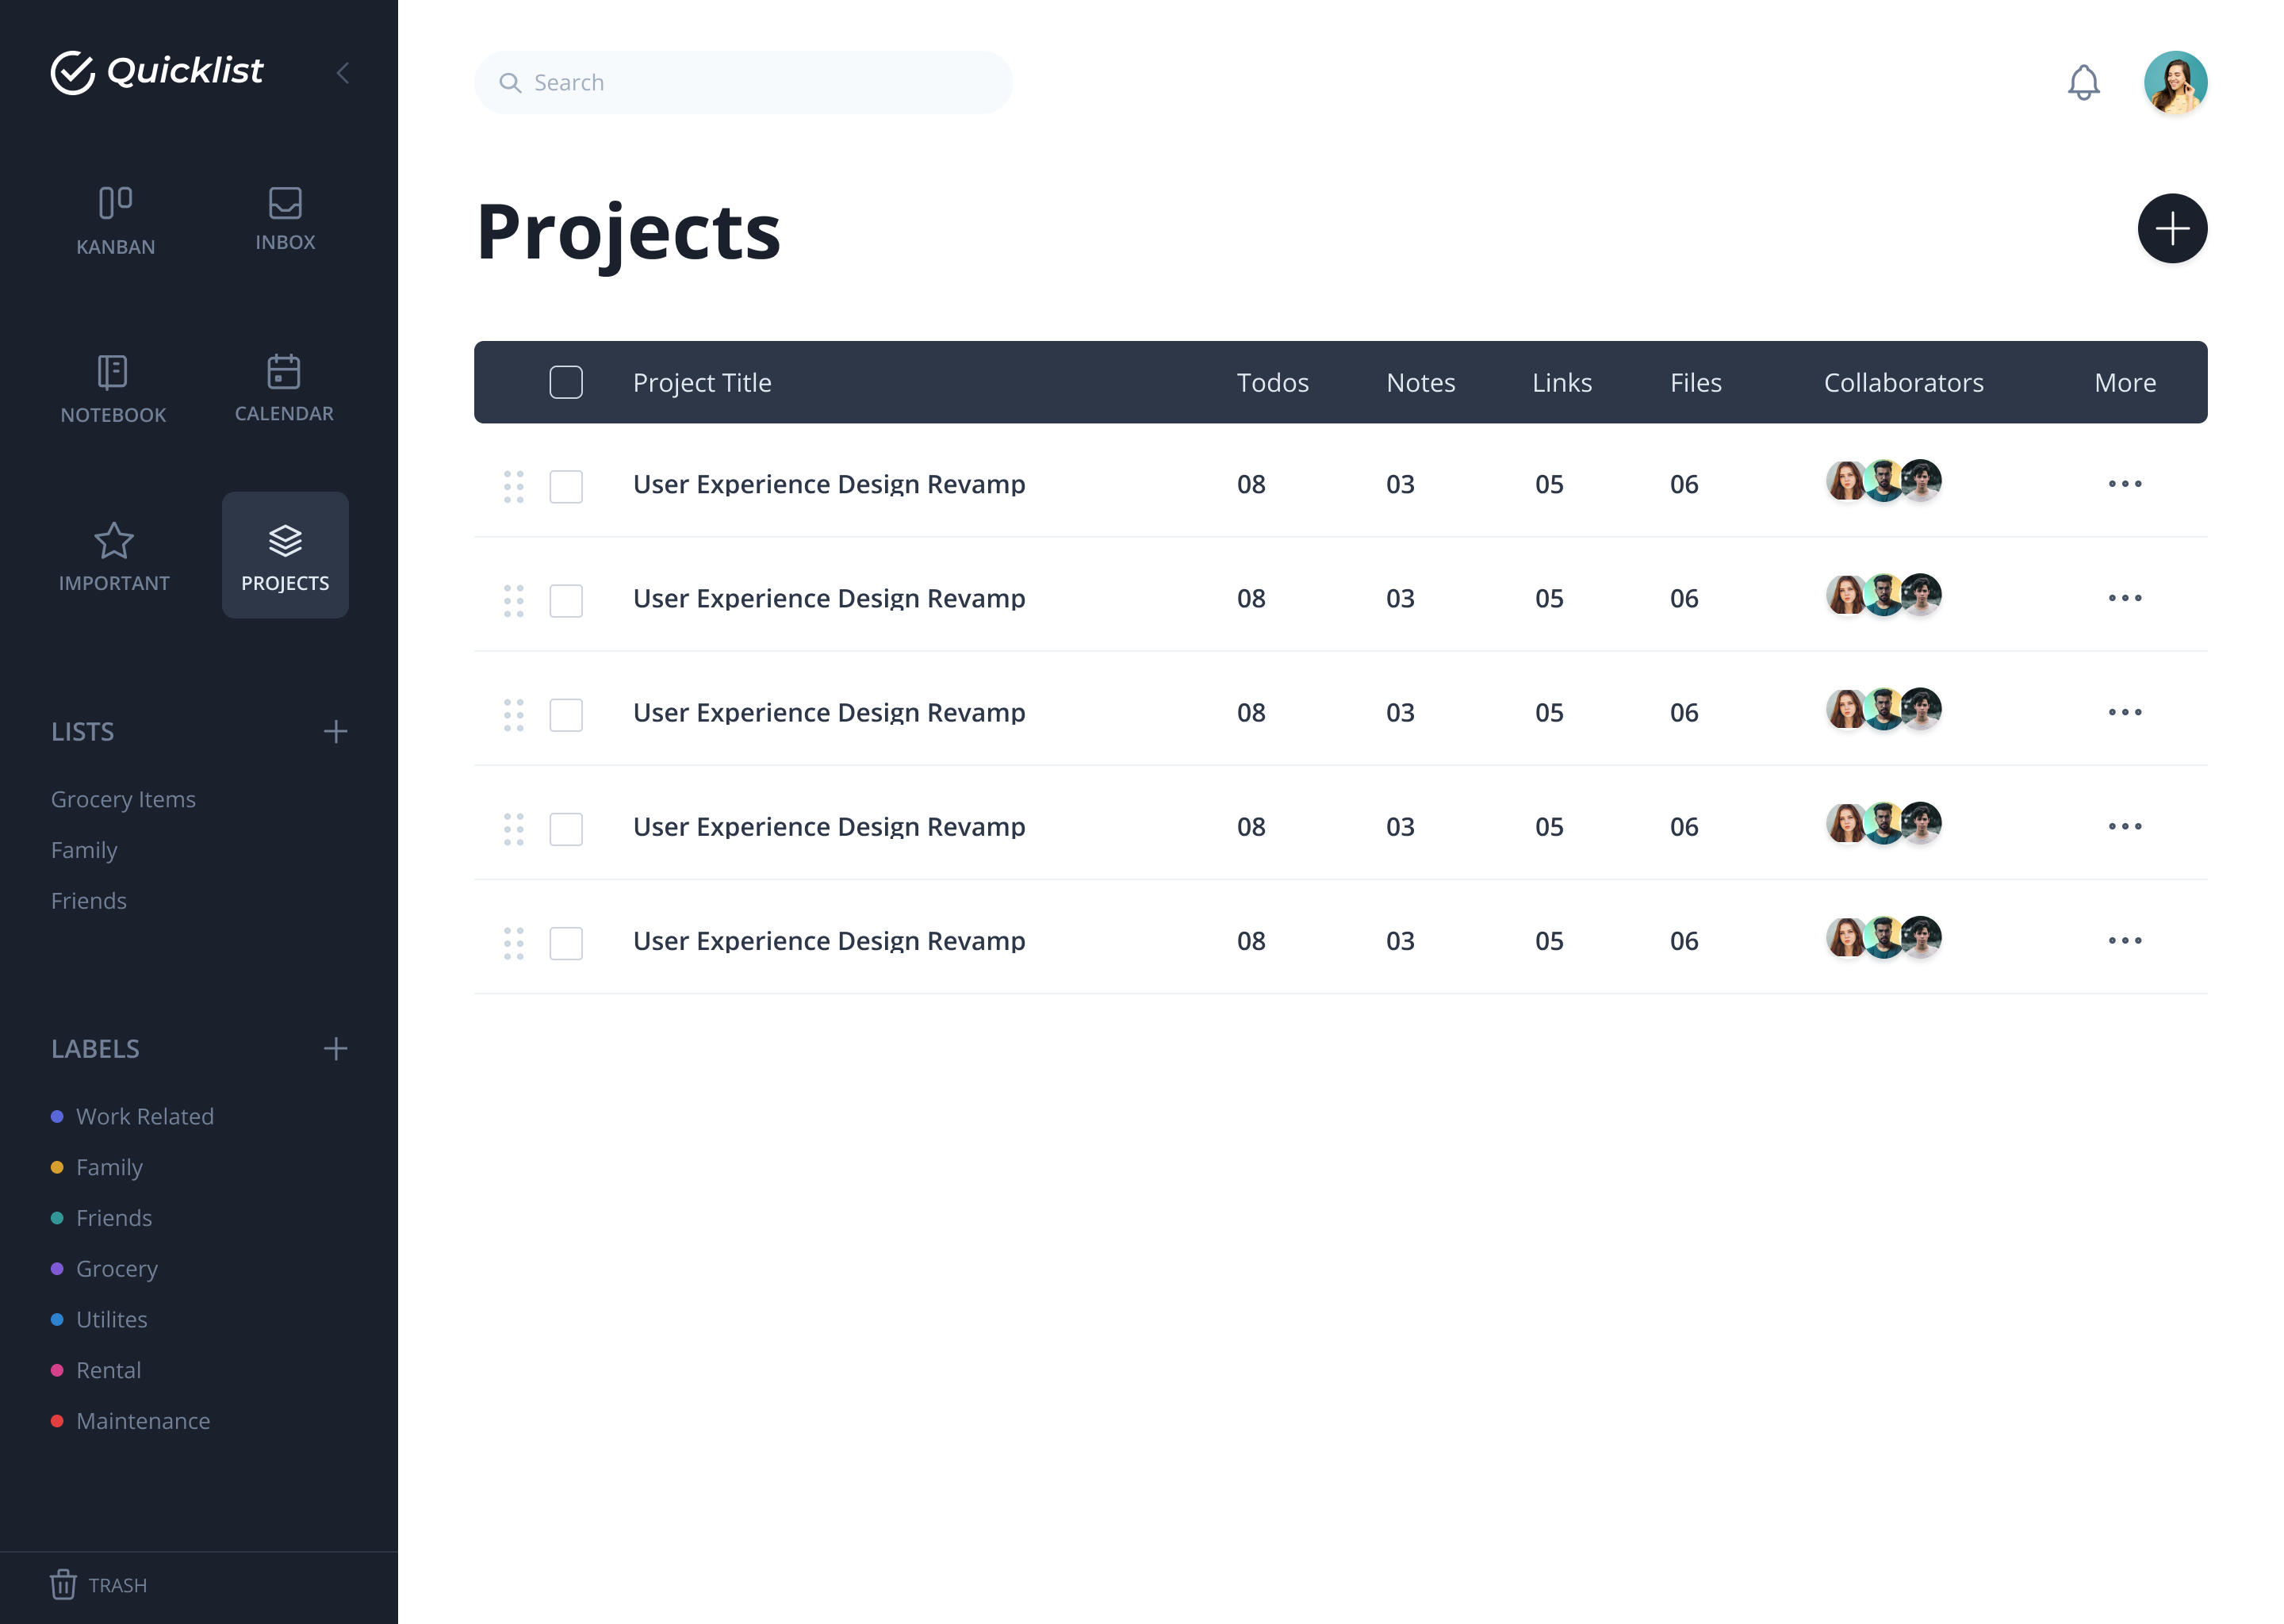 Quicklist
Search
KANBAN
INBOX
NOTEBOOK
CALENDAR
IMPORTANT
PROJECTS
LISTS
Grocery Items
Family
Friends
LABELS
Work Related
Family
Friends
Grocery
Utilites
Rental
Maintenance
TRASH
Projects
Project Title Todos Notes Links Files Collaborators More
User Experience Design Revamp 08 03 05 06
User Experience Design Revamp 08 03 05 06
User Experience Design Revamp 08 03 05 06
User Experience Design Revamp 08 03 05 06
User Experience Design Revamp 08 03 05 06